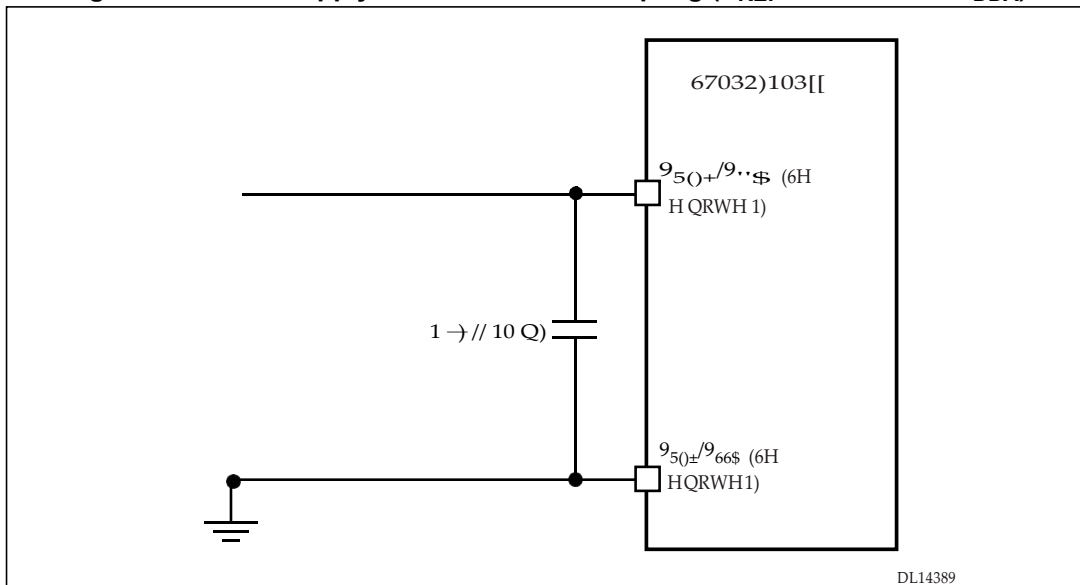 67032)103[[
95()+/9··$ (6H
H QRWH 1)
1 –) // 10 Q)
95()±/966$ (6H
HQRWH1)
DL14389